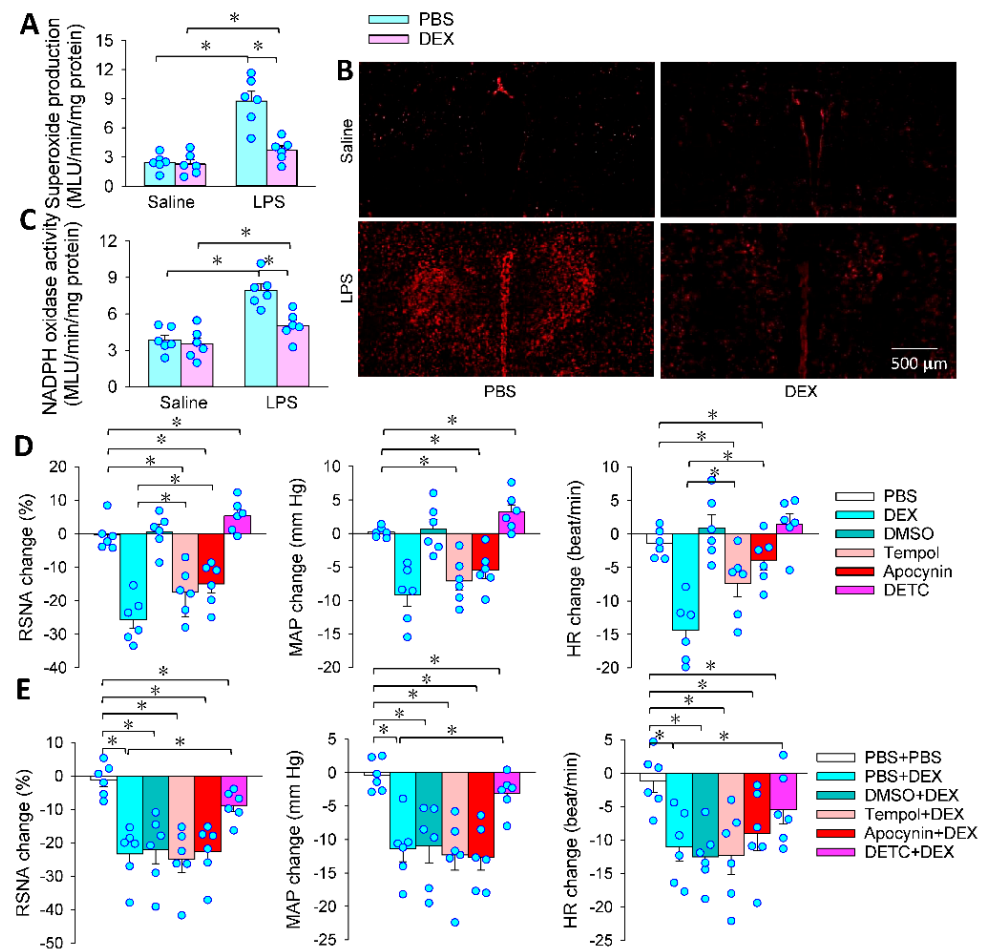 A
Superoxide production
(MLU/min/mg protein)
12
9
6
3
0
*
*
*
Saline
LPS
PBS
DEX
B
Saline
LPS
500 µm
PBS
DEX
C
NADPH oxidase activity
(MLU/min/mg protein)
12
9
6
3
0
*
*
*
Saline
LPS
D
RSNA change (%)
20
10
0
-10
-20
-30
-40
*
*
*
*
*
MAP change (mm Hg)
10
5
0
-5
-10
-15
-20
*
*
*
HR change (beat/min)
10
5
0
-5
-10
-15
-20
*
*
*
*
PBS
DEX
DMSO
Tempol
Apocynin
DETC
E
RSNA change (%)
10
0
-10
-20
-30
-40
-50
*
*
*
*
*
*
MAP change (mm Hg)
5
0
-5
-10
-15
-20
-25
*
*
*
*
*
*
HR change (beat/min)
5
0
-5
-10
-15
-20
-25
*
*
*
*
*
*
PBS+PBS
PBS+DEX
DMSO+DEX
Tempol+DEX
Apocynin+DEX
DETC+DEX